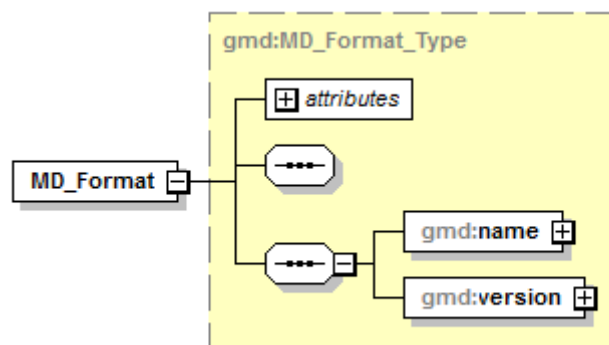 gmd:MD_Format_Type
attributes
MD_Format
gmd:name
gmd:version